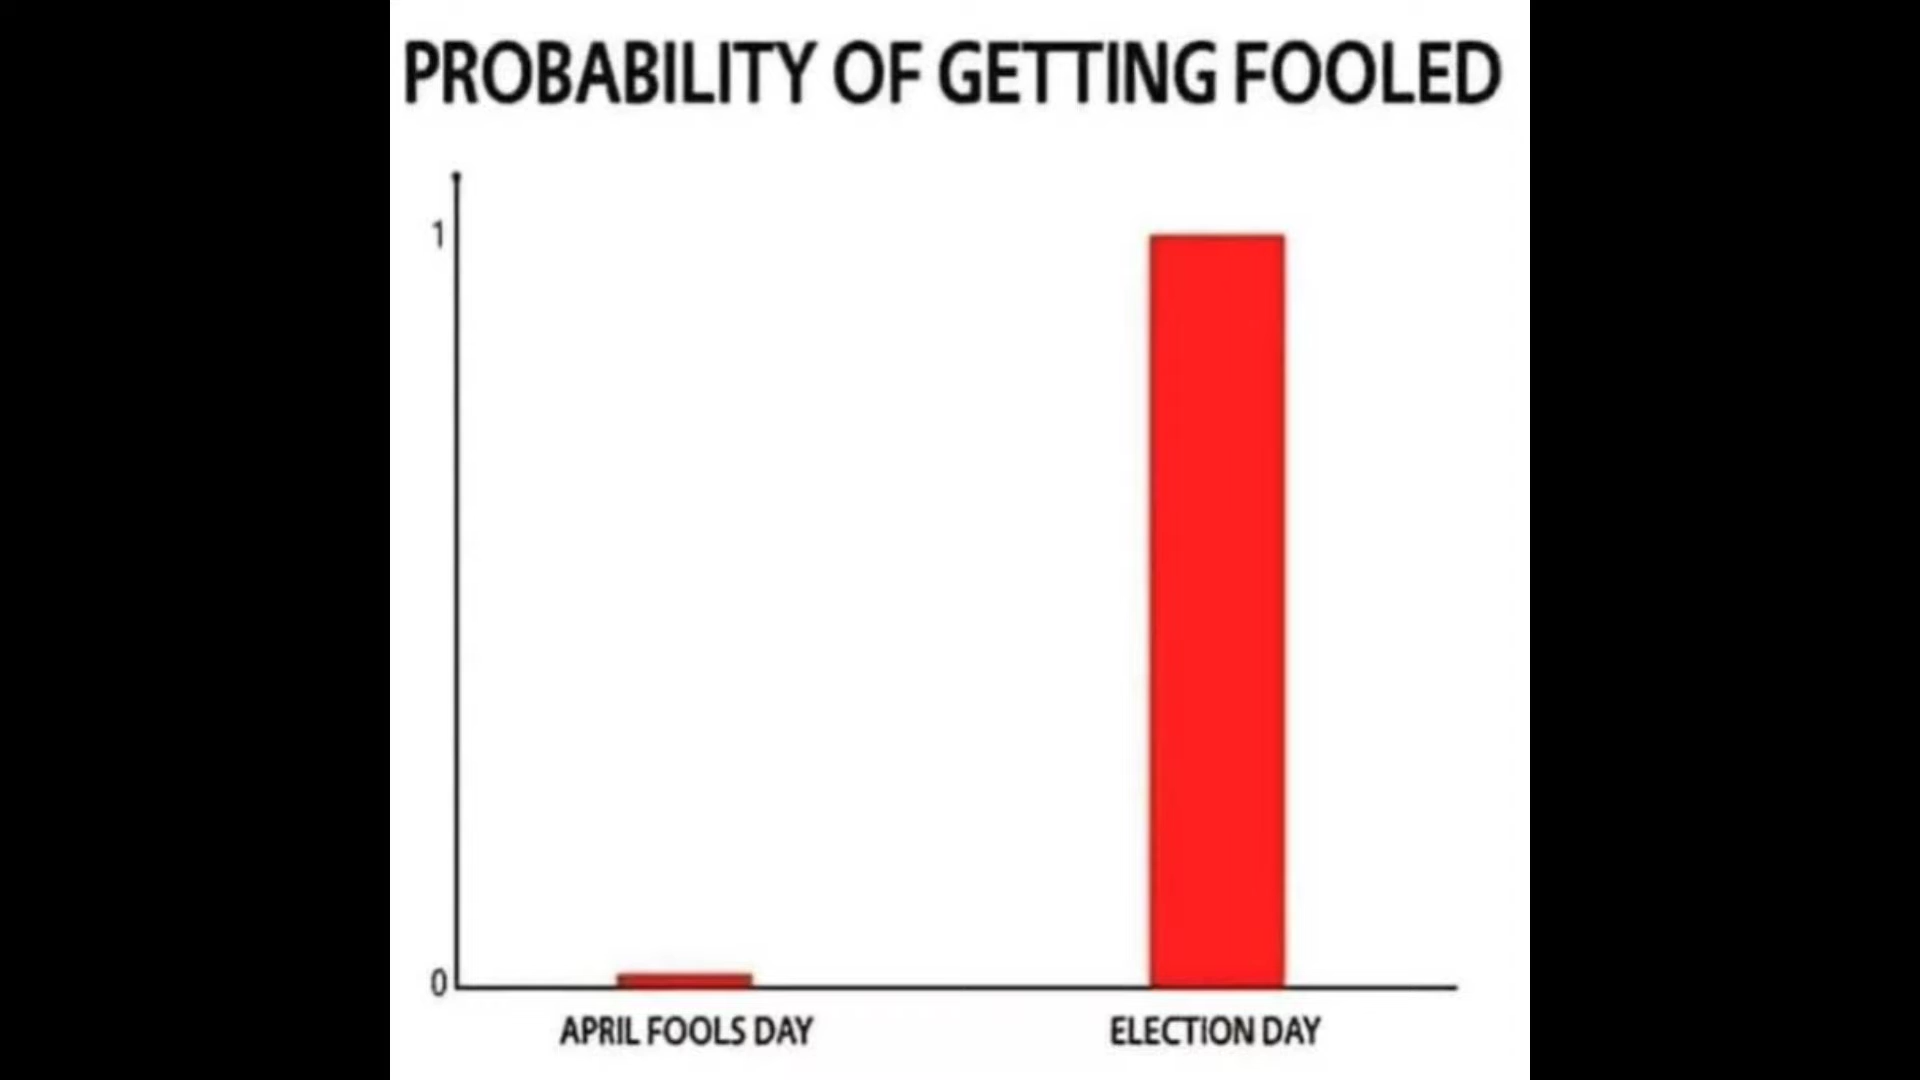 PROBABILITY OF GETTING FOOLED
1
0
APRIL FOOLS DAY
ELECTION DAY